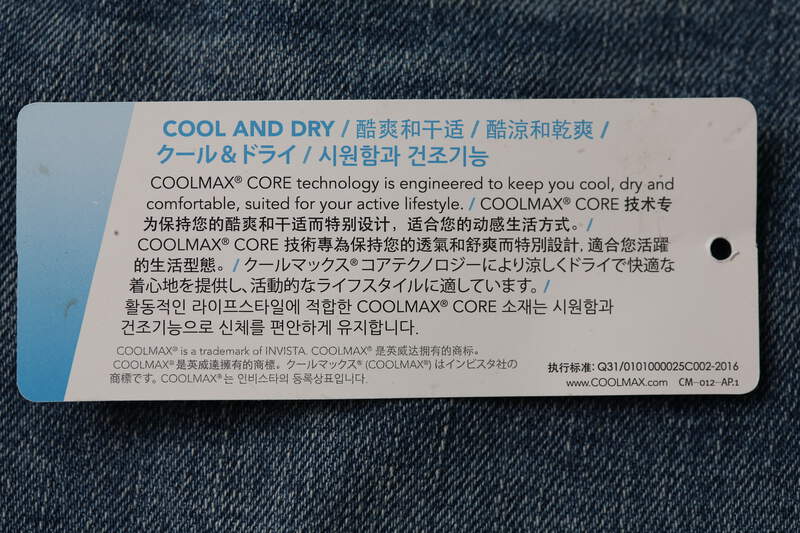 COOL AND DRY / 酷爽和干适 / 酷涼和乾爽 /
クール＆ドライ / 시원함과 건조기능
COOLMAX® CORE technology is engineered to keep you cool, dry and
comfortable, suited for your active lifestyle. / COOLMAX® CORE 技术专
为保持您的酷爽和干适而特别设计，适合您的动感生活方式。/
COOLMAX® CORE 技術專為保持您的透氣和舒爽而特別設計，適合您活躍
的生活型態。/ クールマックス® コアテクノロジーにより涼しくドライで快適な
着心地を提供し、活動的なライフスタイルに適しています。/
활동적인 라이프스타일에 적합한 COOLMAX® CORE 소재는 시원함과
건조기능으로 신체를 편안하게 유지합니다.
COOLMAX® is a trademark of INVISTA. COOLMAX® 是英威达拥有的商标。
COOLMAX® 是英威達擁有的商標。クールマックス® (COOLMAX®) はインビスタ社の
商標です。COOLMAX®는 인비스타의 등록상표입니다.
执行标准: Q31/0101000025C002-2016
www.COOLMAX.com CM-012-AP.1